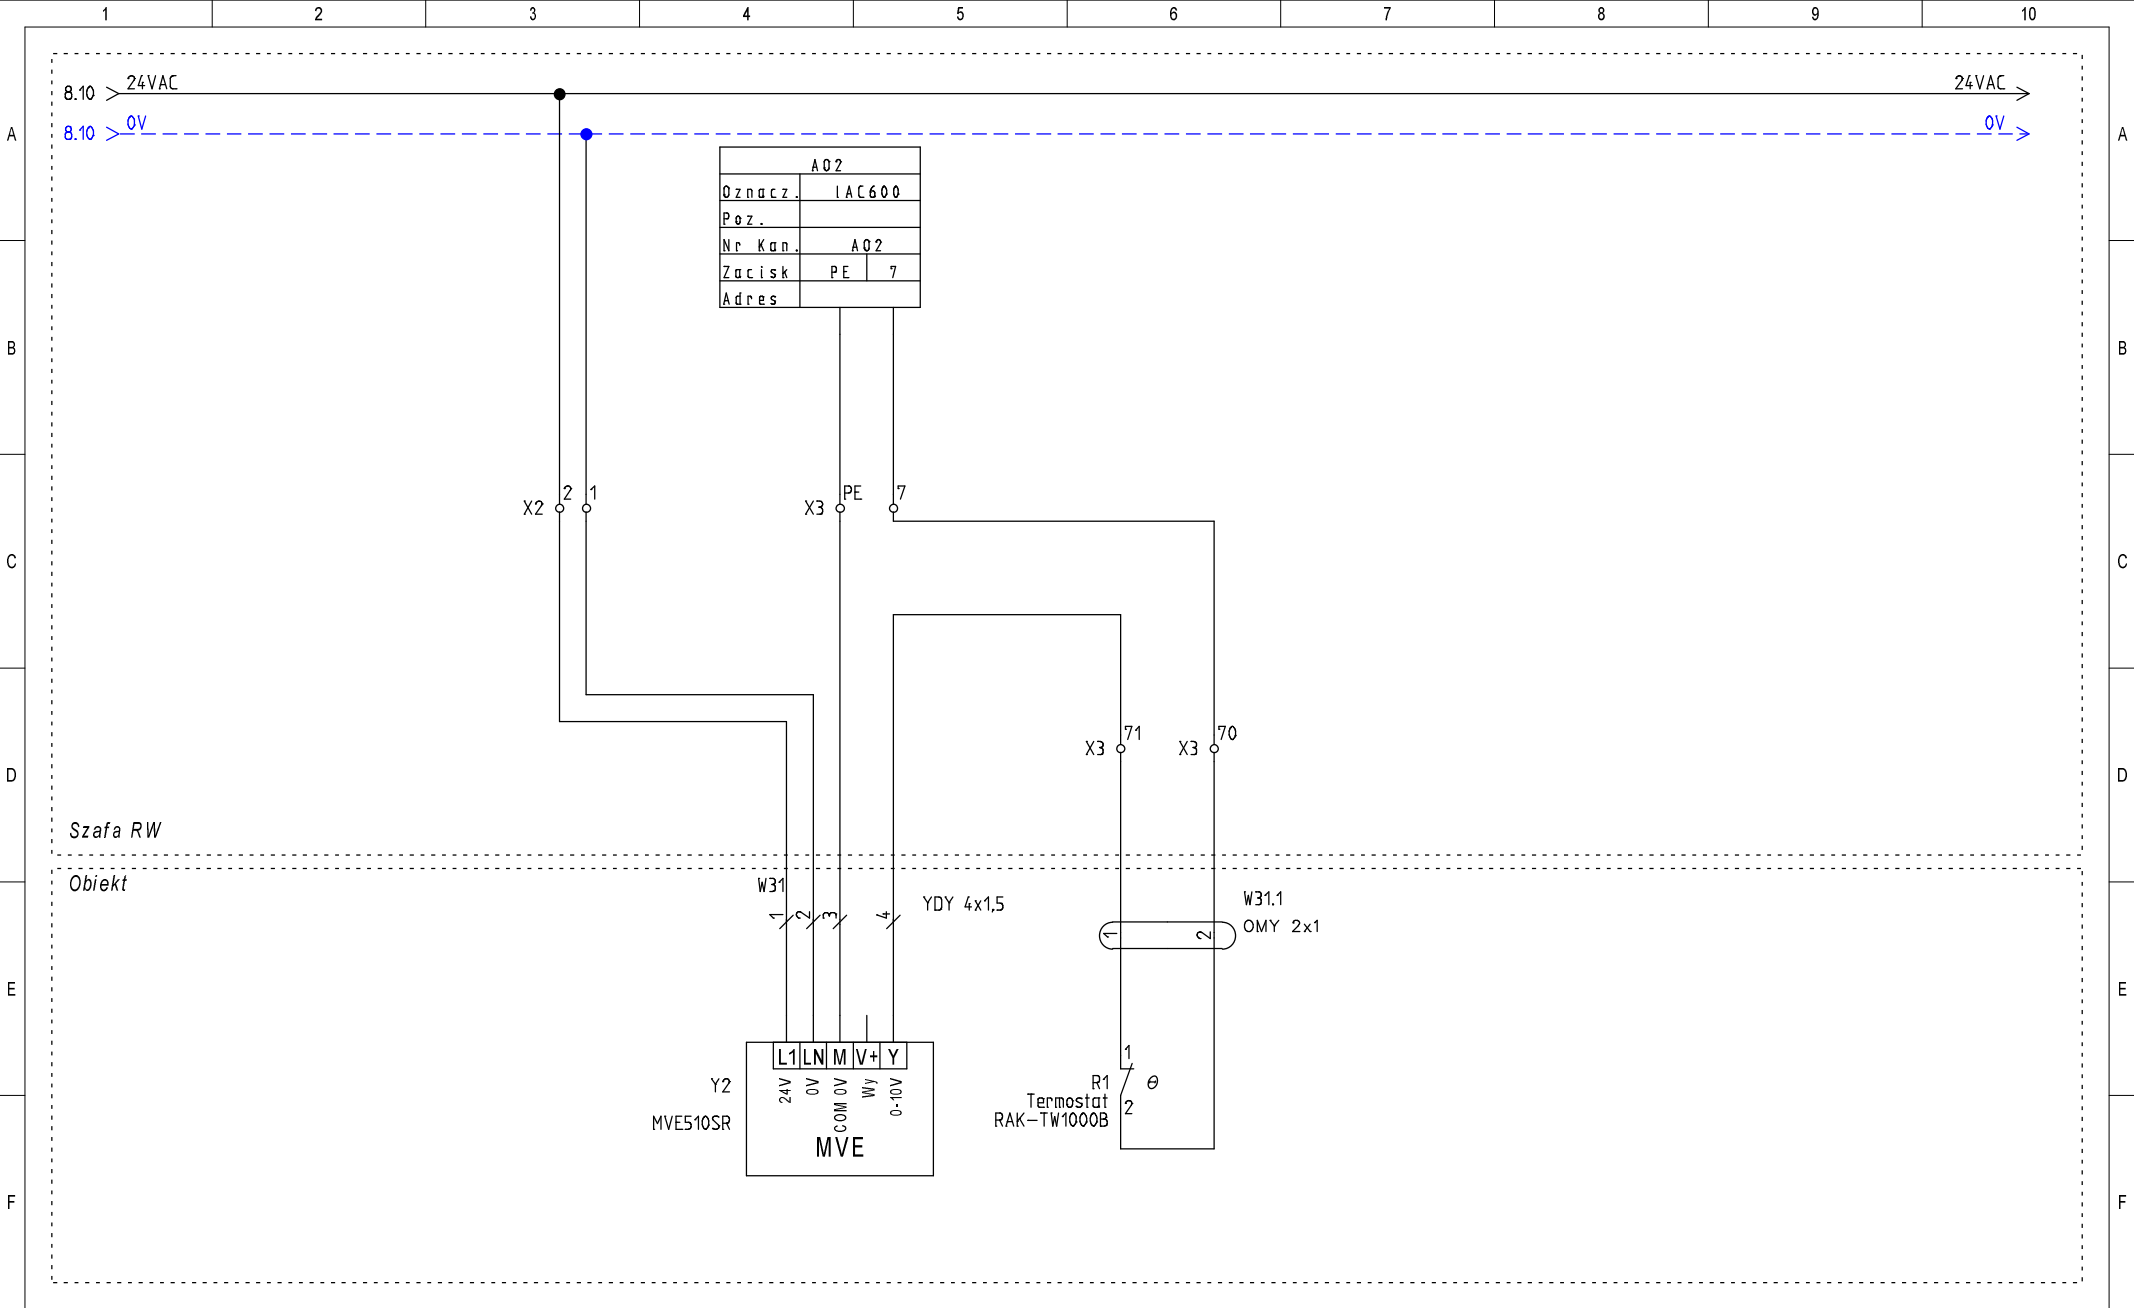 1 2 3 4 5 6 7 8 9 10
8.10 24VAC 24VAC
A 8.10 0V 0V A
A02
Oznacz. IAC600
Poz.
Nr Kan. A02
Zacisk PE 7
Adres
B B
X2 2 1 X3 PE 7
C C
X3 71 X3 70
D D
Szafa RW
Obiekt
W31 1 2 3 4 YDY 4x1,5
W31.1
OMY 2x1
1 2
E E
L1 LN M V+ Y
24V 0V COM 0V Wy 0-10V
Y2
MVE510SR
MVE
1
R1 Θ
Termostat
2
RAK-TW1000B
F F